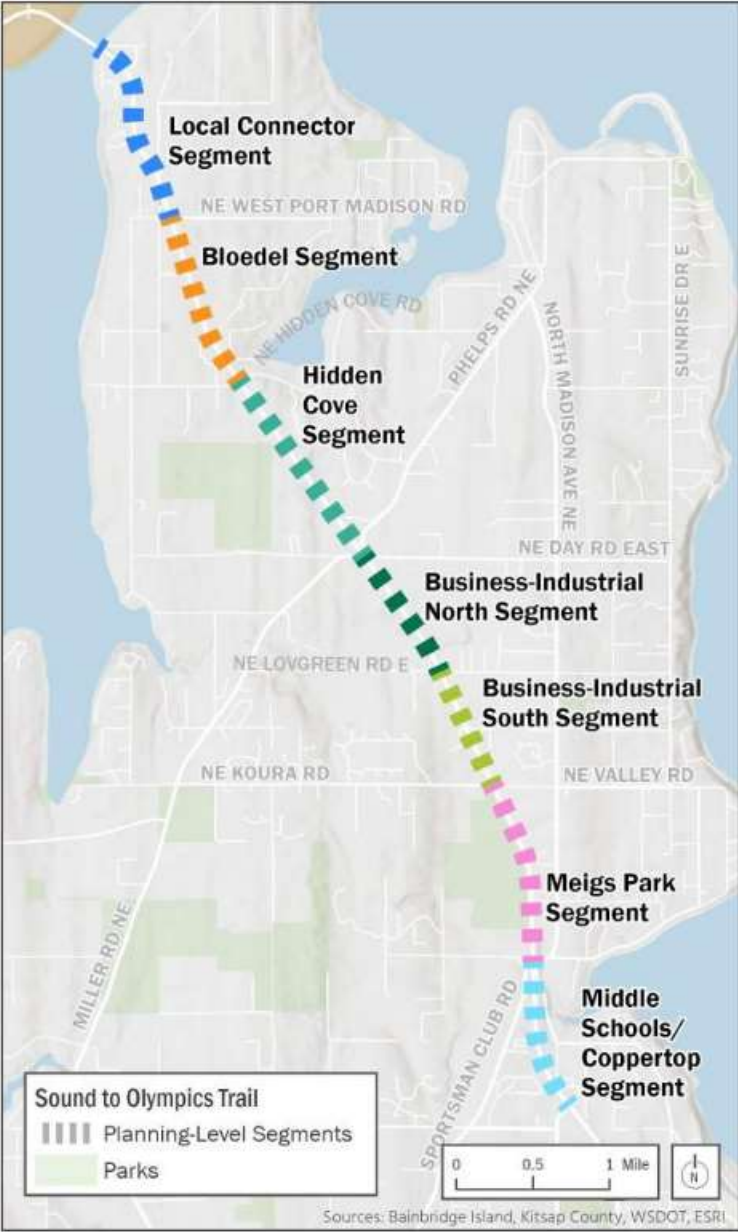 Local Connector
Segment
NE WEST PORT MADISON RD
Bloedel Segment
NE HIDDEN COVE RD
PHELPS RD NE
SUNRISE DR E
NORTH MADISON AVE NE
Hidden
Cove
Segment
NE DAY RD EAST
Business-Industrial
North Segment
NE LOVGREEN RD E
Business-Industrial
South Segment
NE KOURA RD
NE VALLEY RD
Meigs Park
Segment
MILLER RD NE
SPORTSMAN CLUB RD
Middle
Schools/
Coppertop
Segment
Sound to Olympics Trail
Planning-Level Segments
Parks
0 0.5 1 Mile
N
Sources: Bainbridge Island, Kitsap County, WSDOT, ESRI